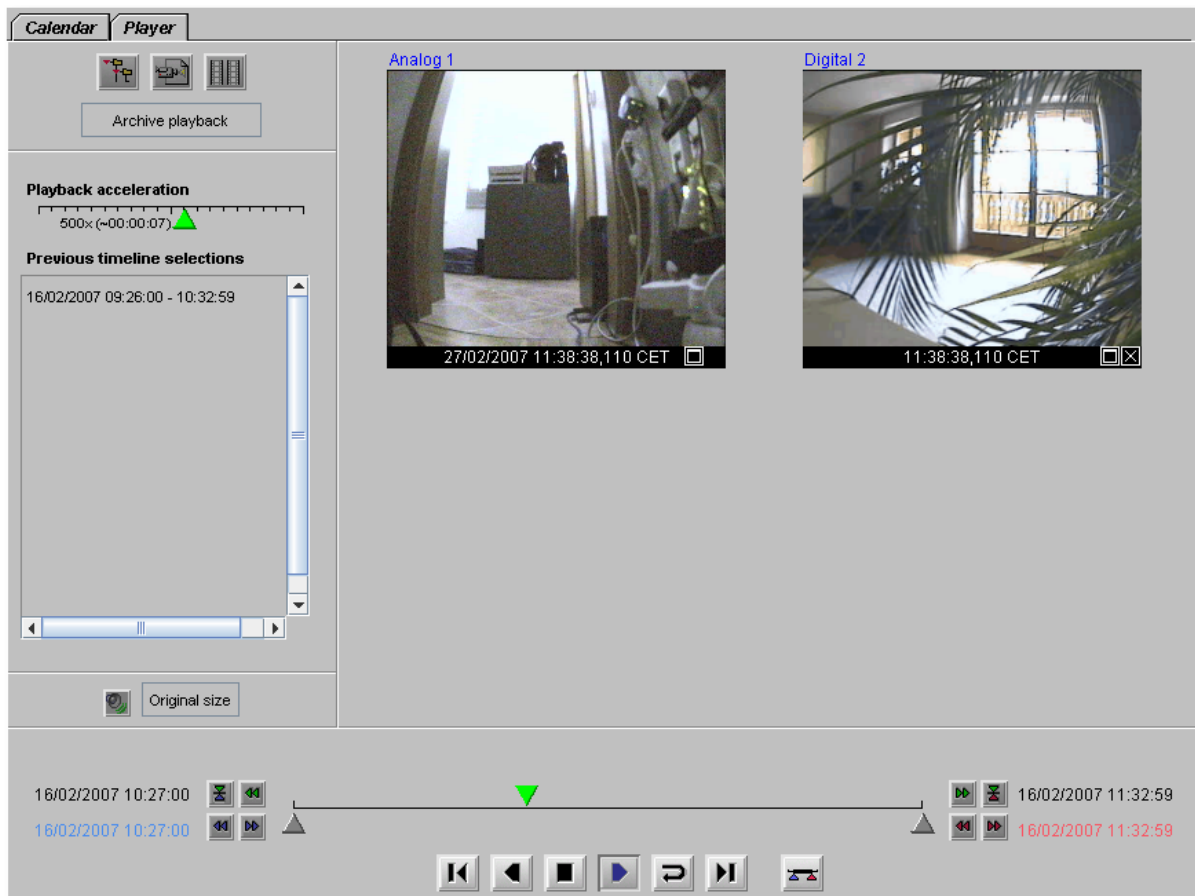 Calendar Player
Archive playback
Playback acceleration
500x (~00:00:07)
Previous timeline selections
16/02/2007 09:26:00 - 10:32:59
Original size
Analog 1
27/02/2007 11:38:38,110 CET
Digital 2
11:38:38,110 CET
16/02/2007 10:27:00
16/02/2007 10:27:00
16/02/2007 11:32:59
16/02/2007 11:32:59